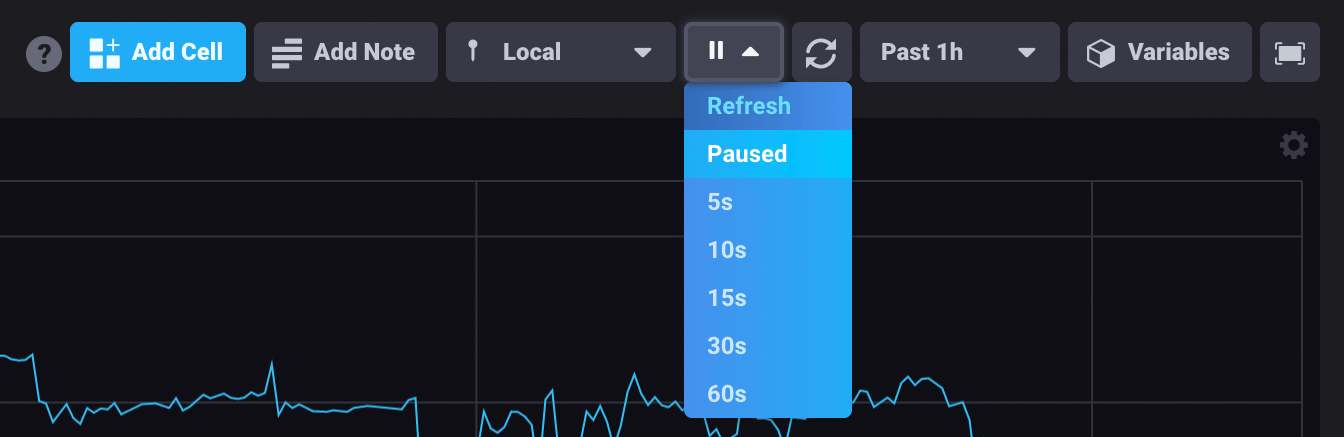 ? Add Cell Add Note Local Past 1h Variables
Refresh
Paused
5s
10s
15s
30s
60s